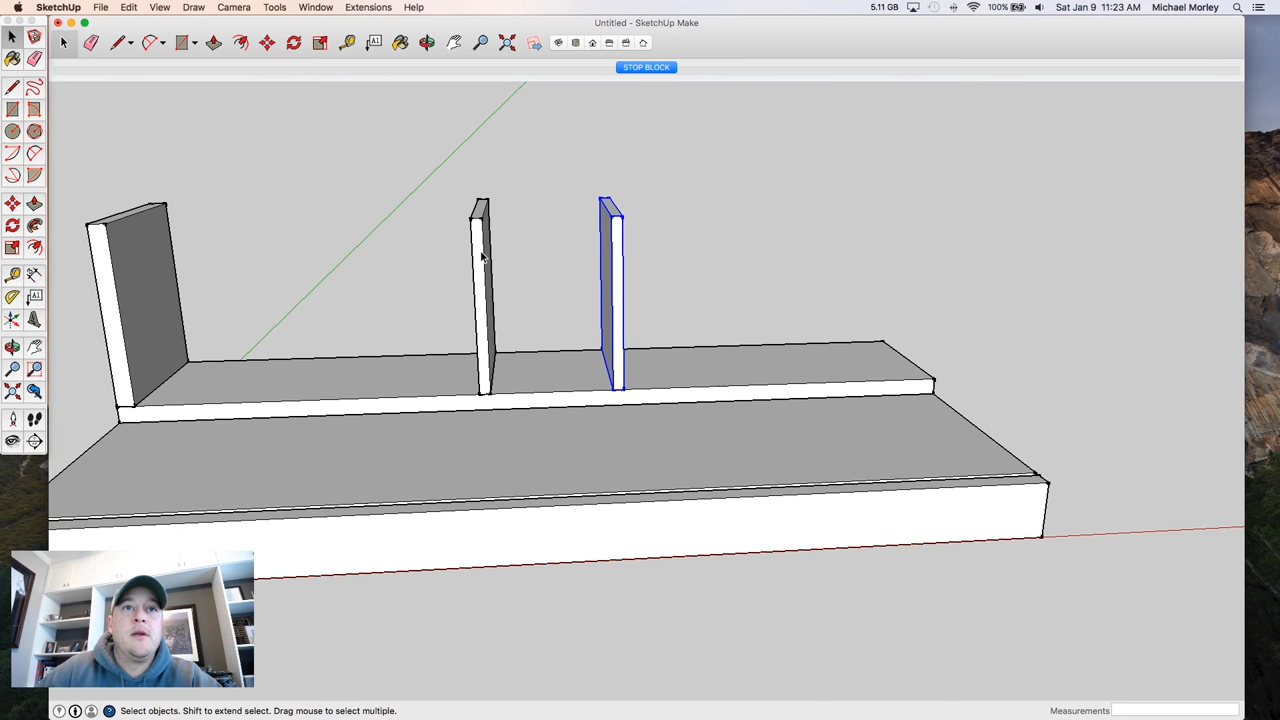 SketchUp File Edit View Draw Camera Tools Window Extensions Help 5.11 GB 100% Sat Jan 9 11:23 AM Michael Morley
Untitled - SketchUp Make
A1
STOP BLOCK
A1
Select objects. Shift to extend select. Drag mouse to select multiple.
Measurements